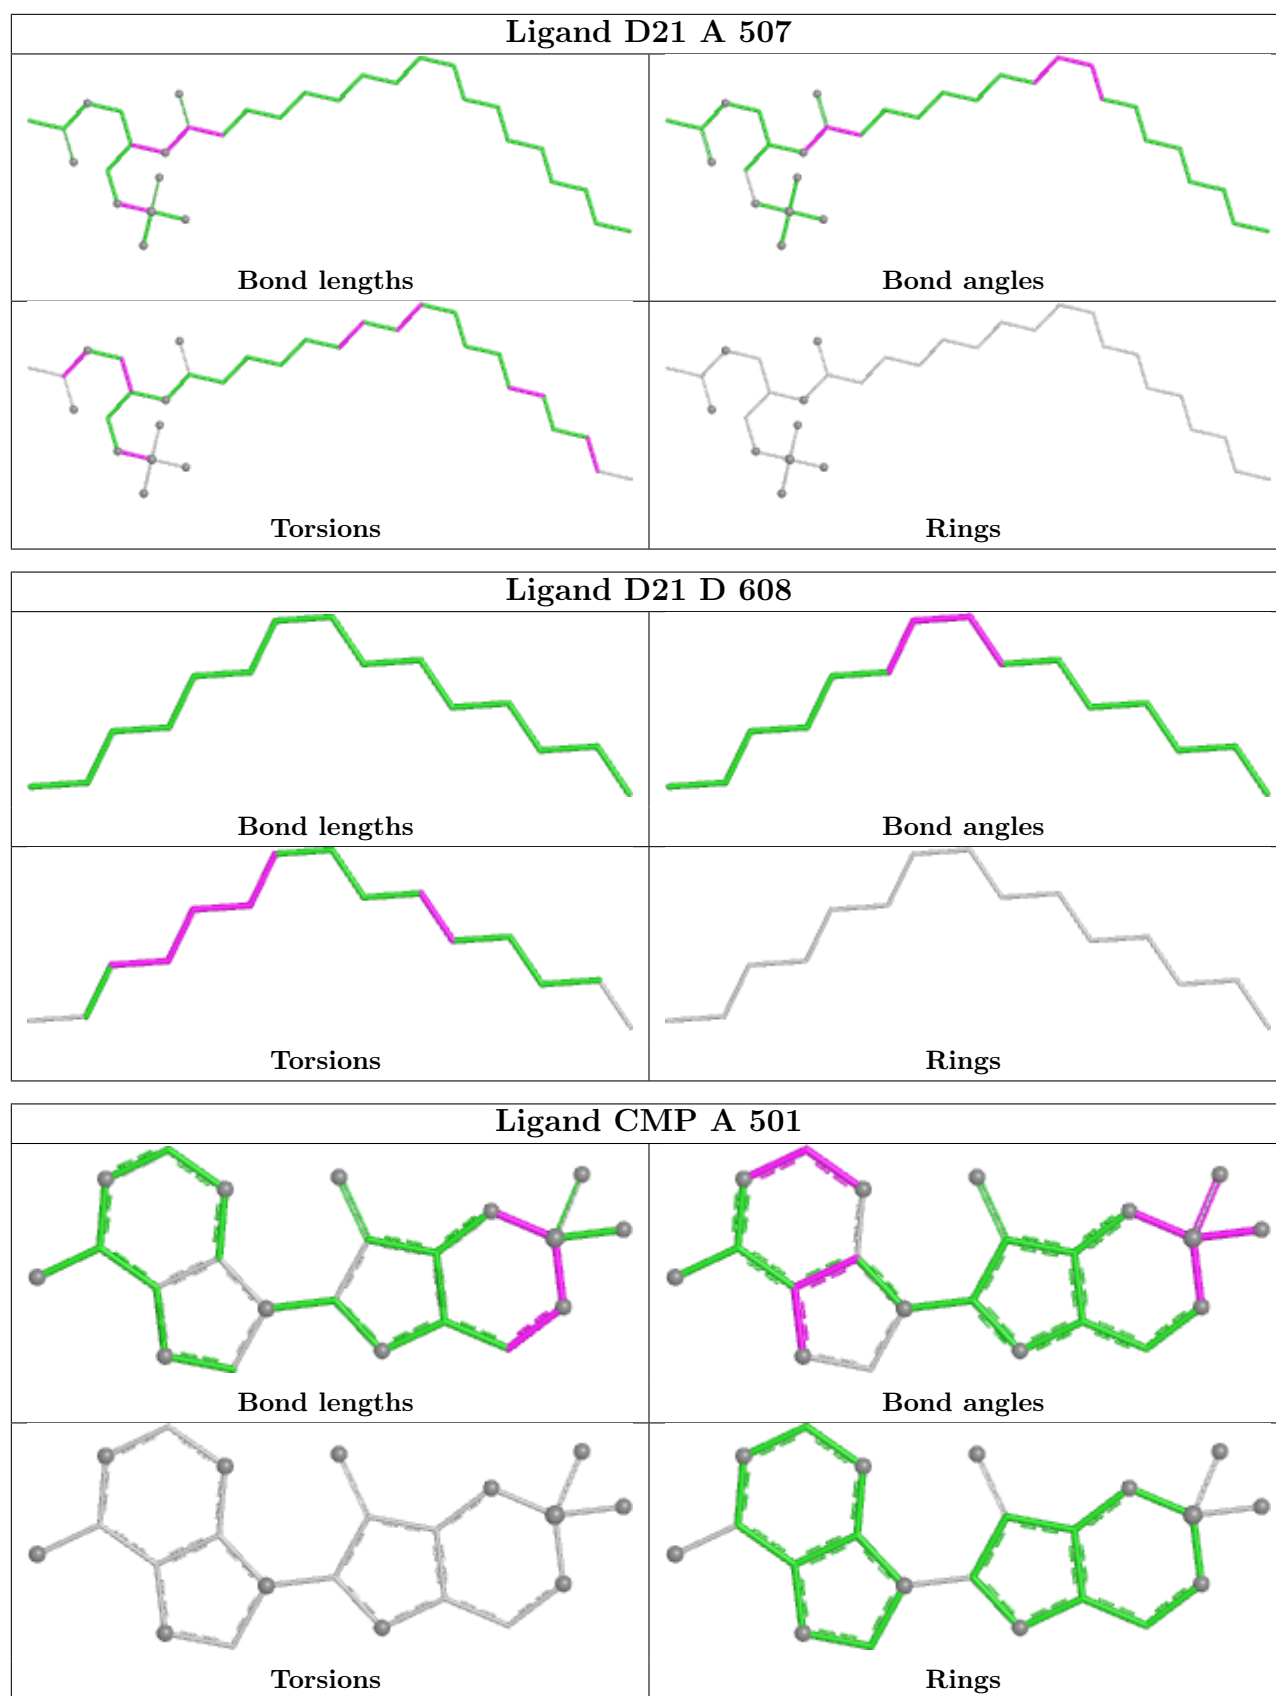 Ligand D21 A 507
Bond lengths
Bond angles
Torsions
Rings
Ligand D21 D 608
Bond lengths
Bond angles
Torsions
Rings
Ligand CMP A 501
Bond lengths
Bond angles
Torsions
Rings